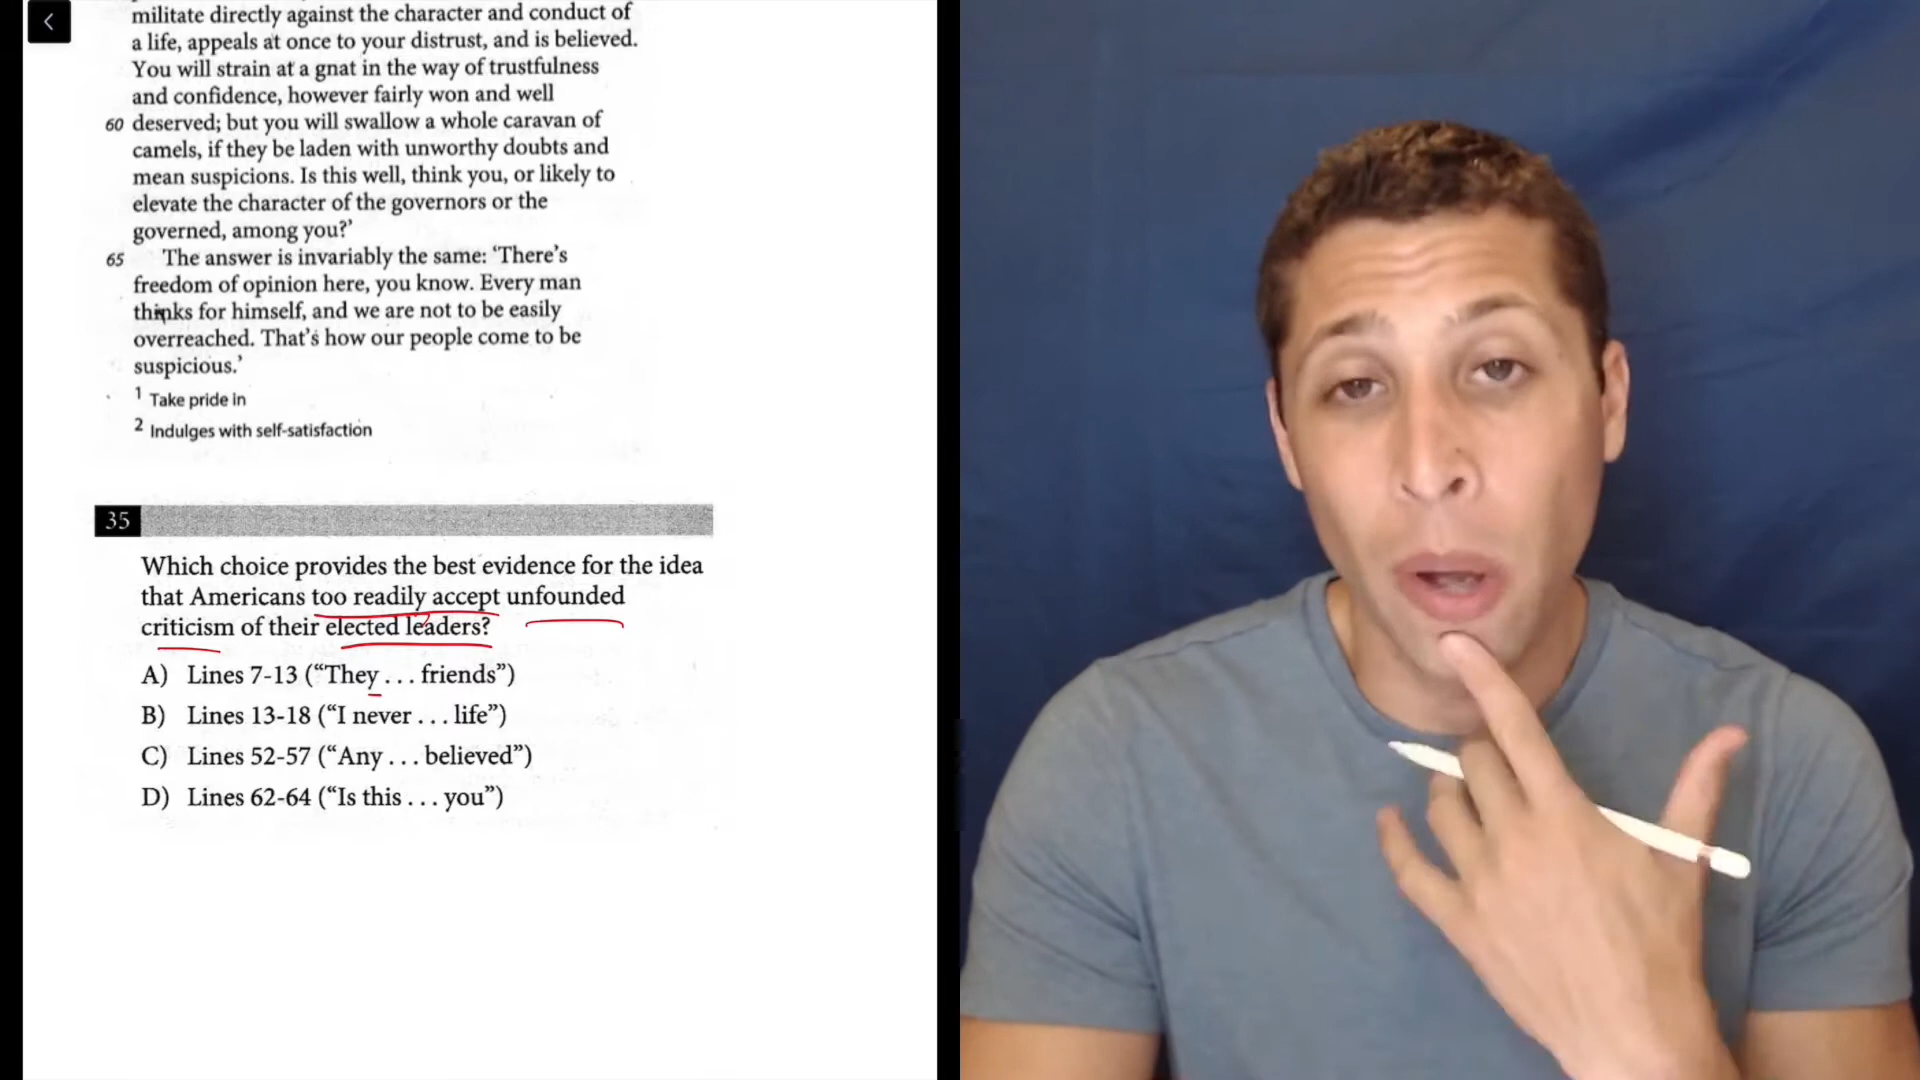 militate directly against the character and conduct of
a life, appeals at once to your distrust, and is believed.
You will strain at a gnat in the way of trustfulness
and confidence, however fairly won and well
60 deserved; but you will swallow a whole caravan of
camels, if they be laden with unworthy doubts and
mean suspicions. Is this well, think you, or likely to
elevate the character of the governors or the
governed, among you?’
65 The answer is invariably the same: ‘There’s
freedom of opinion here, you know. Every man
thinks for himself, and we are not to be easily
overreached. That’s how our people come to be
suspicious.’
1 Take pride in
2 Indulges with self-satisfaction
35
Which choice provides the best evidence for the idea
that Americans too readily accept unfounded
criticism of their elected leaders?
A) Lines 7-13 (“They . . . friends”)
B) Lines 13-18 (“I never . . . life”)
C) Lines 52-57 (“Any . . . believed”)
D) Lines 62-64 (“Is this . . . you”)